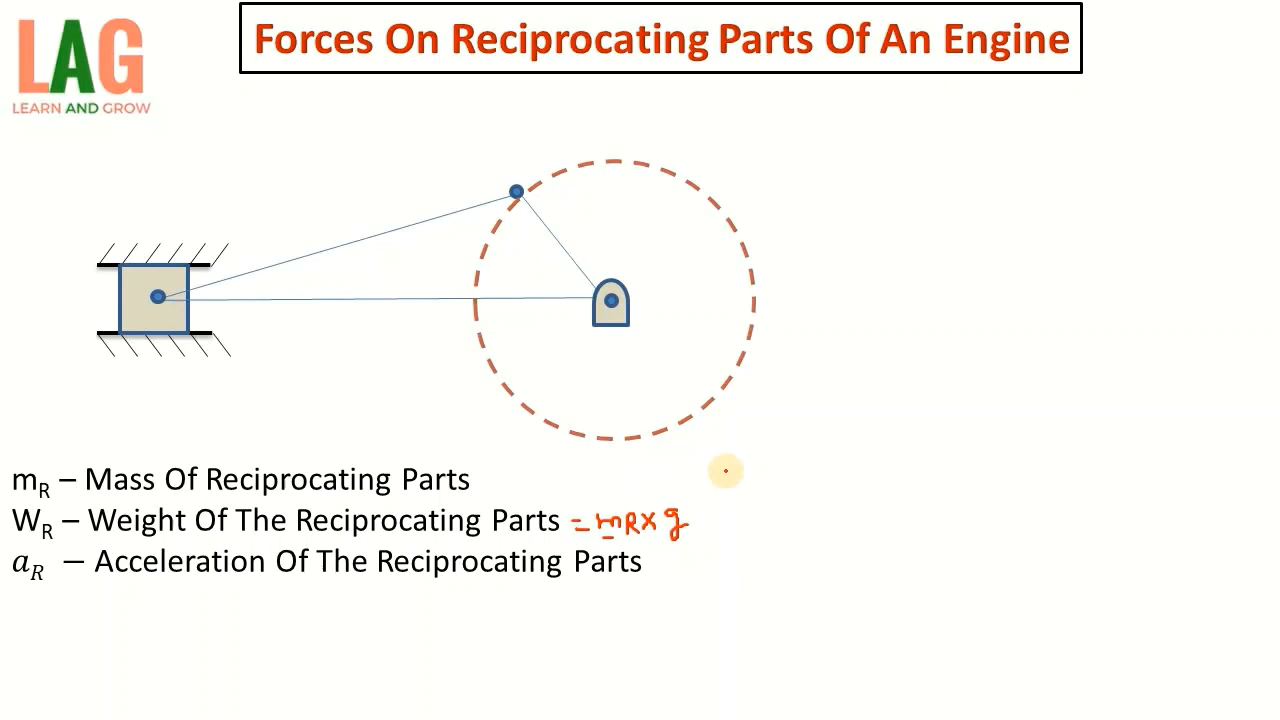 LAG
LEARN AND GROW
Forces On Reciprocating Parts Of An Engine
mR – Mass Of Reciprocating Parts
WR – Weight Of The Reciprocating Parts = mR × g
aR – Acceleration Of The Reciprocating Parts